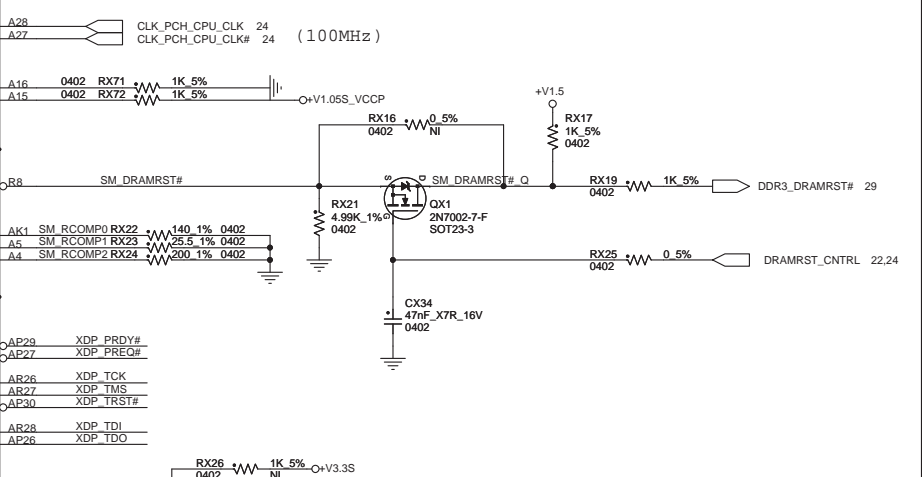 A28 CLK_PCH_CPU_CLK 24
A27 CLK_PCH_CPU_CLK# 24
(100MHz)
A16 0402 RX71 1K_5%
A15 0402 RX72 1K_5%
+V1.05S_VCCP
+V1.5
RX16 0_5%
0402 NI
RX17
1K_5%
0402
R8 SM_DRAMRST#
S D
SM_DRAMRST#_Q
RX19 1K_5%
0402
DDR3_DRAMRST# 29
RX21
4.99K_1%
0402
G
QX1
2N7002-7-F
SOT23-3
AK1 SM_RCOMP0 RX22 140_1% 0402
A5 SM_RCOMP1 RX23 25.5_1% 0402
A4 SM_RCOMP2 RX24 200_1% 0402
RX25 0_5%
0402
DRAMRST_CNTRL 22,24
CX34
47nF_X7R_16V
0402
AP29 XDP_PRDY#
AP27 XDP_PREQ#
AR26 XDP_TCK
AR27 XDP_TMS
AP30 XDP_TRST#
AR28 XDP_TDI
AP26 XDP_TDO
RX26 1K_5% +V3.3S
0402 NI